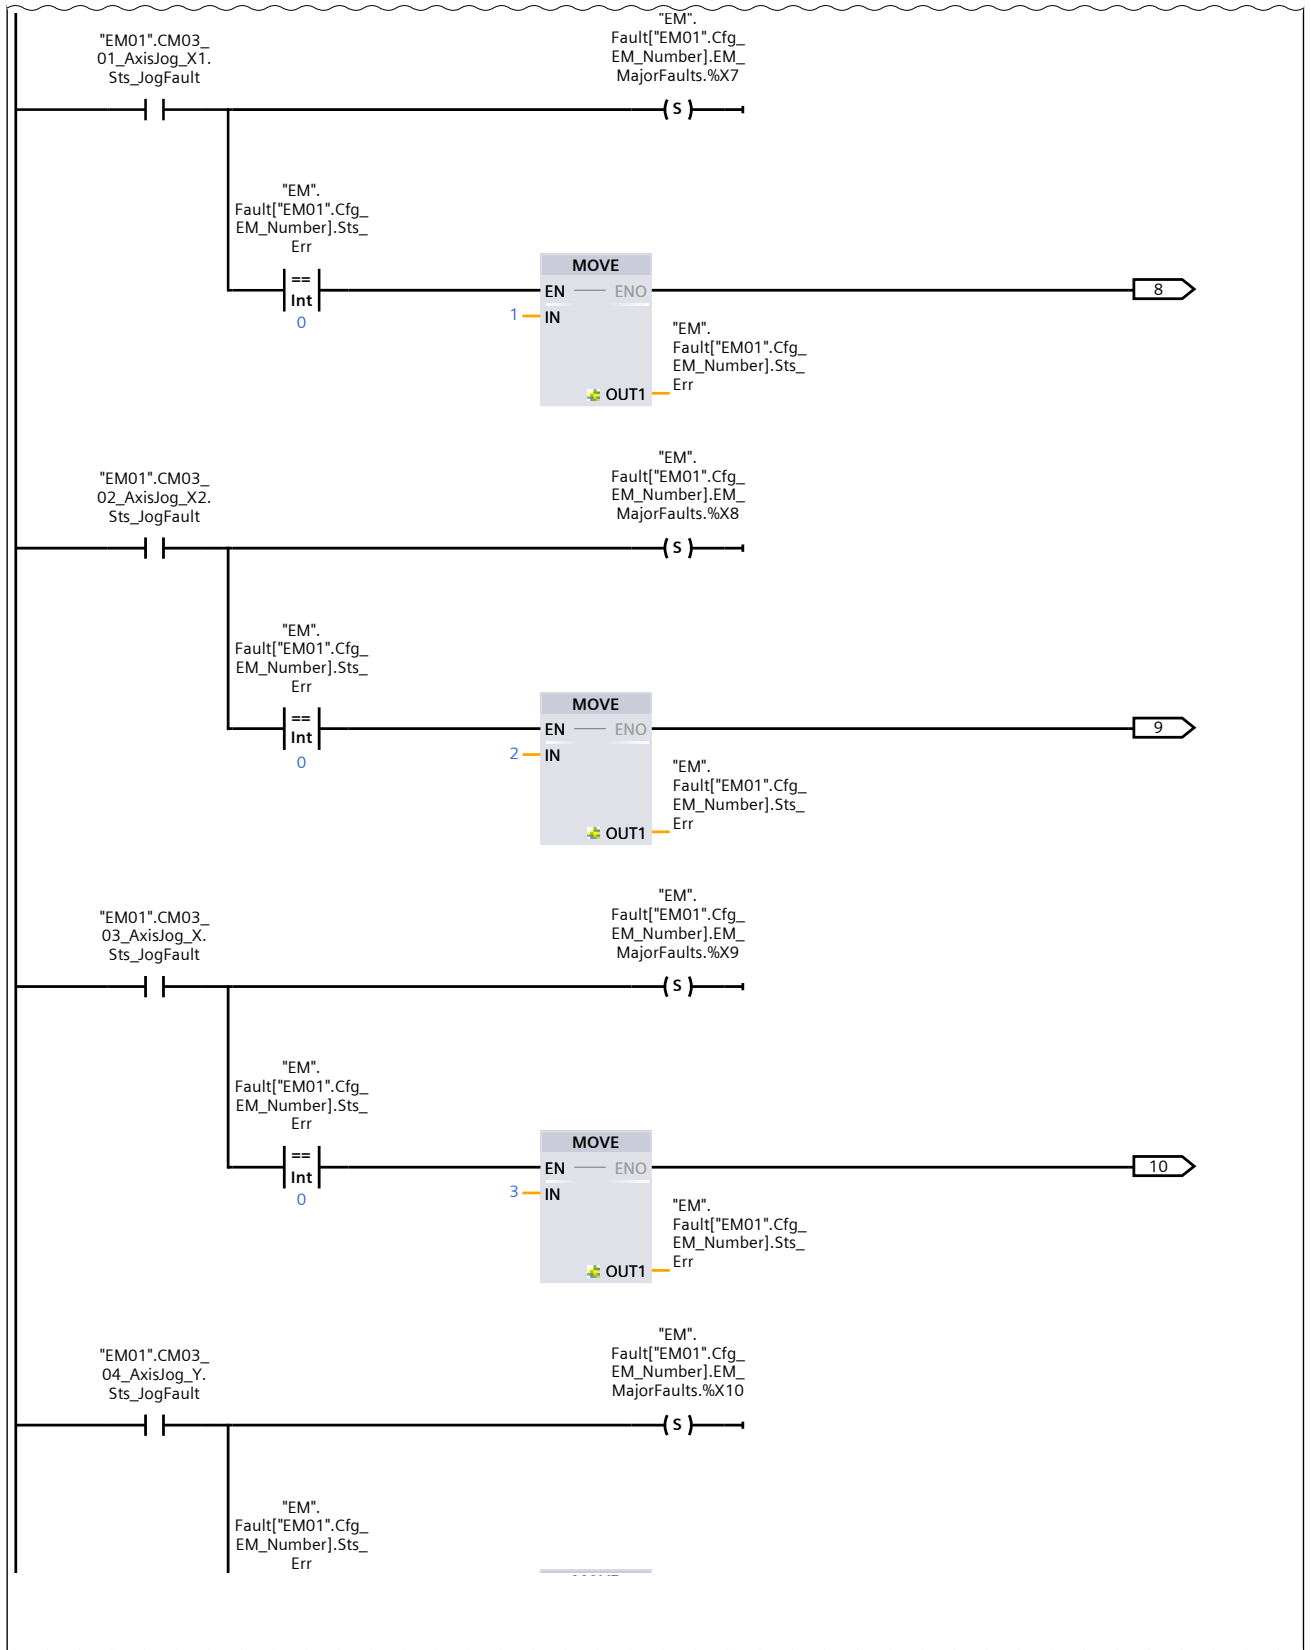 "EM".
Fault["EM01".Cfg_
EM_Number].EM_
MajorFaults.%X7
"EM01".CM03_
01_AxisJog_X1.
Sts_JogFault
S
"EM".
Fault["EM01".Cfg_
EM_Number].Sts_
Err
==
Int
0
MOVE
EN
ENO
1
IN
OUT1
"EM".
Fault["EM01".Cfg_
EM_Number].Sts_
Err
8
"EM".
Fault["EM01".Cfg_
EM_Number].EM_
MajorFaults.%X8
"EM01".CM03_
02_AxisJog_X2.
Sts_JogFault
S
"EM".
Fault["EM01".Cfg_
EM_Number].Sts_
Err
==
Int
0
MOVE
EN
ENO
2
IN
OUT1
"EM".
Fault["EM01".Cfg_
EM_Number].Sts_
Err
9
"EM".
Fault["EM01".Cfg_
EM_Number].EM_
MajorFaults.%X9
"EM01".CM03_
03_AxisJog_X.
Sts_JogFault
S
"EM".
Fault["EM01".Cfg_
EM_Number].Sts_
Err
==
Int
0
MOVE
EN
ENO
3
IN
OUT1
"EM".
Fault["EM01".Cfg_
EM_Number].Sts_
Err
10
"EM".
Fault["EM01".Cfg_
EM_Number].EM_
MajorFaults.%X10
"EM01".CM03_
04_AxisJog_Y.
Sts_JogFault
S
"EM".
Fault["EM01".Cfg_
EM_Number].Sts_
Err